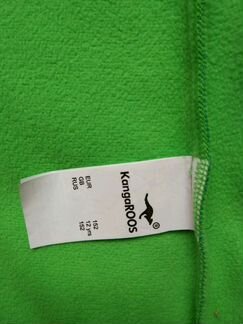 KangaROOS ®
EUR 152
GB 12 yrs
RUS 152